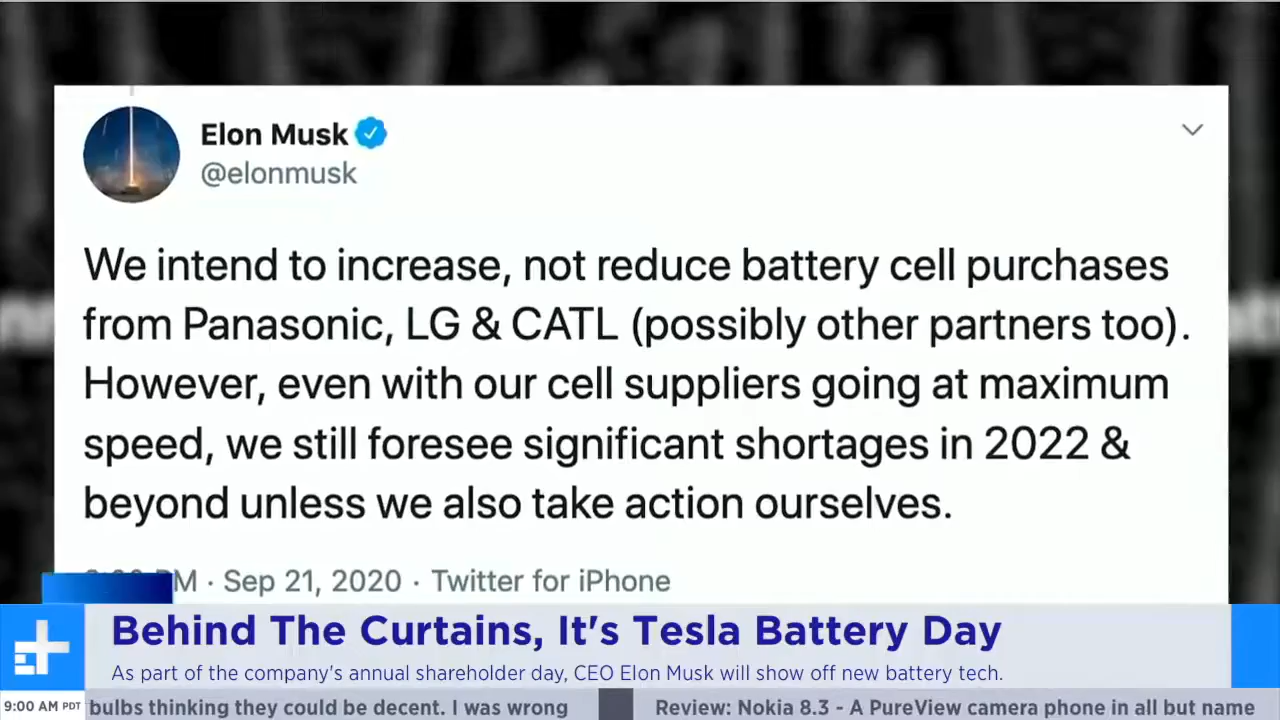 Elon Musk
@elonmusk
We intend to increase, not reduce battery cell purchases
from Panasonic, LG & CATL (possibly other partners too).
However, even with our cell suppliers going at maximum
speed, we still foresee significant shortages in 2022 &
beyond unless we also take action ourselves.
PM · Sep 21, 2020 · Twitter for iPhone
Behind The Curtains, It's Tesla Battery Day
As part of the company's annual shareholder day, CEO Elon Musk will show off new battery tech.
9:00 AM PDT
bulbs thinking they could be decent. I was wrong
Review: Nokia 8.3 - A PureView camera phone in all but name